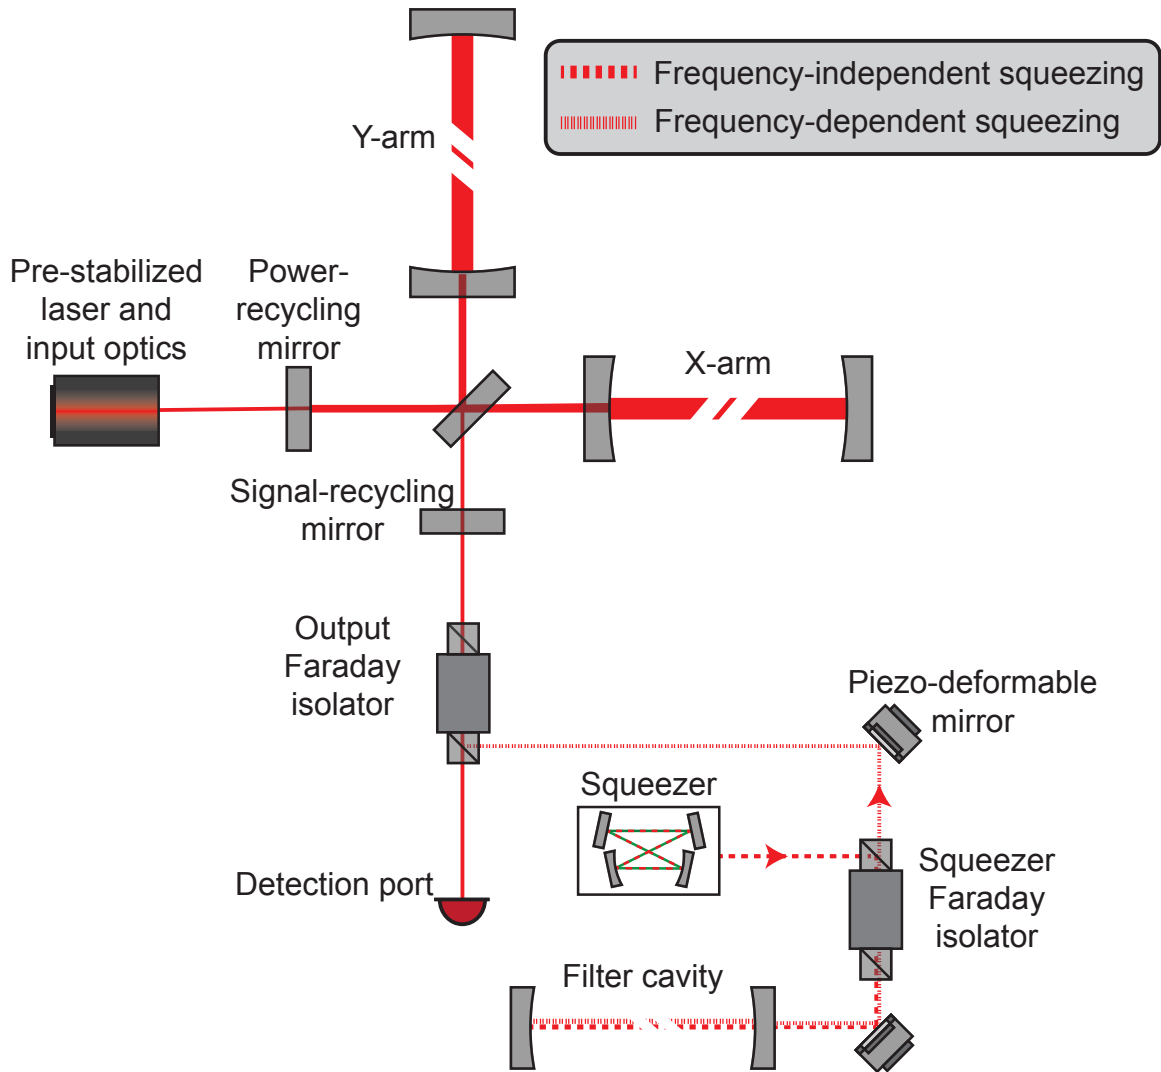 Frequency-independent squeezing
Frequency-dependent squeezing
Y-arm
Pre-stabilized
laser and
input optics
Power-
recycling
mirror
X-arm
Signal-recycling
mirror
Output
Faraday
isolator
Piezo-deformable
mirror
Squeezer
Squeezer
Faraday
isolator
Detection port
Filter cavity